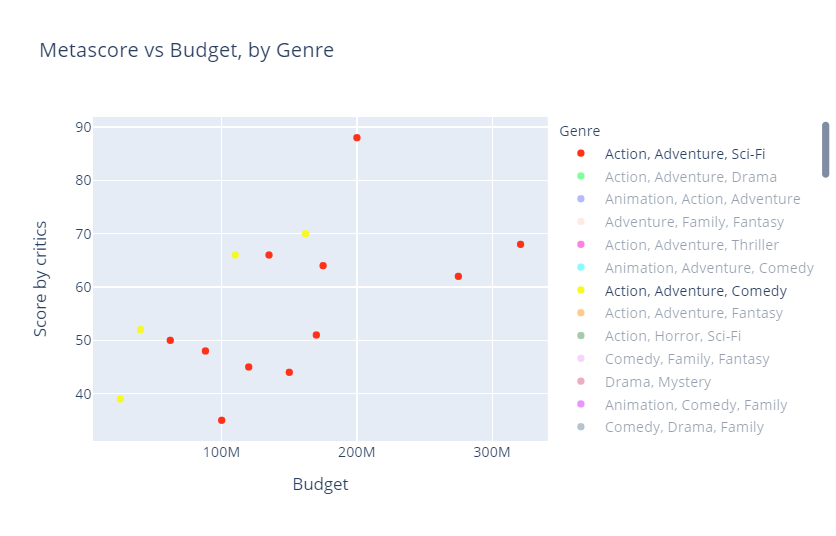 Metascore vs Budget, by Genre
90
80
70
60
50
40
Score by critics
100M
200M
300M
Budget
Genre
Action, Adventure, Sci-Fi
Action, Adventure, Drama
Animation, Action, Adventure
Adventure, Family, Fantasy
Action, Adventure, Thriller
Animation, Adventure, Comedy
Action, Adventure, Comedy
Action, Adventure, Fantasy
Action, Horror, Sci-Fi
Comedy, Family, Fantasy
Drama, Mystery
Animation, Comedy, Family
Comedy, Drama, Family